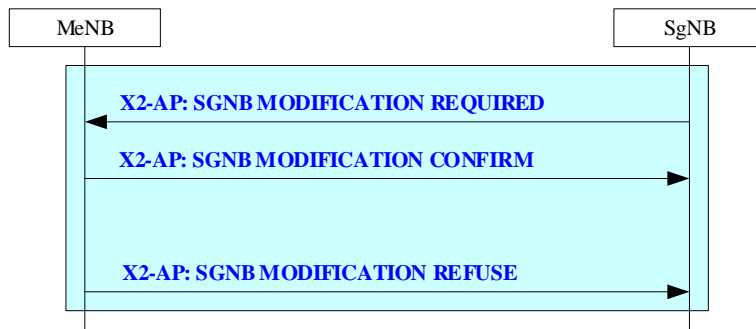 MeNB
SgNB
X2-AP: SGNB MODIFICATION REQUIRED
X2-AP: SGNB MODIFICATION CONFIRM
X2-AP: SGNB MODIFICATION REFUSE